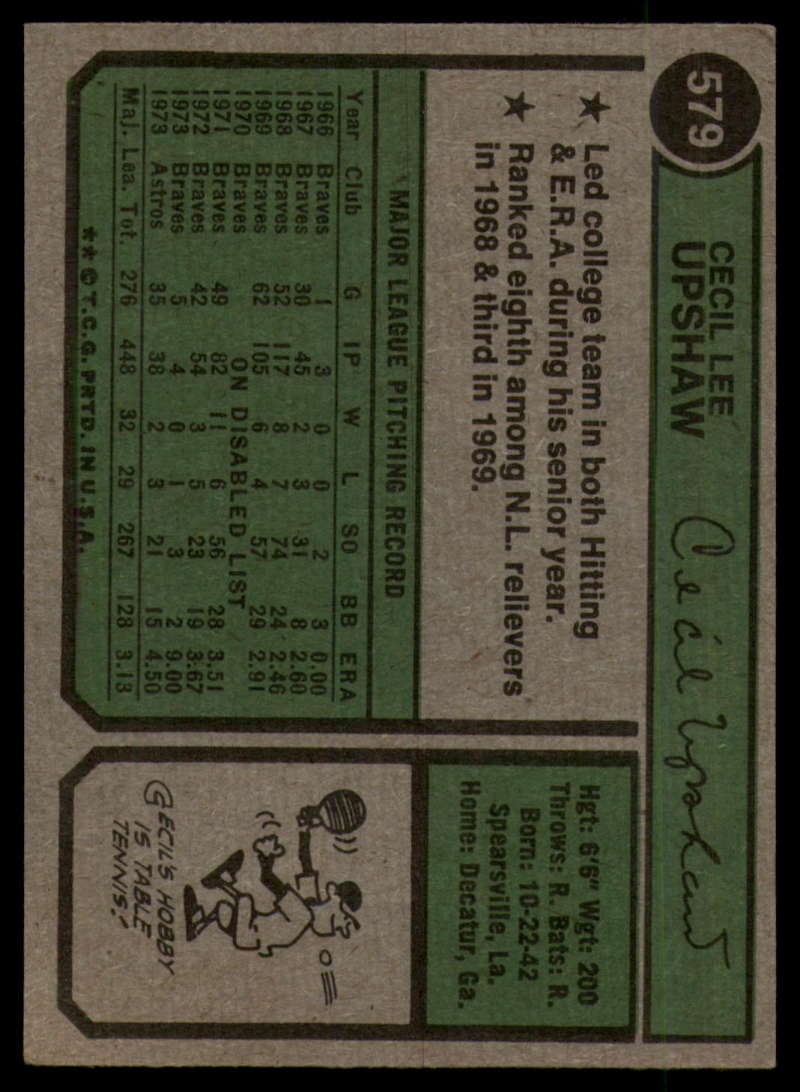 579
CECIL LEE
UPSHAW
Cecil Upshaw
★ Led college team in both Hitting
& E.R.A. during his senior year.
★ Ranked eighth among N.L. relievers
in 1968 & third in 1969.
MAJOR LEAGUE PITCHING RECORD
Year Club G IP W L SO BB ERA
1966 Braves 1 3 0 0 2 3 0.00
1967 Braves 30 45 2 3 31 8 2.60
1968 Braves 52 117 8 7 74 24 2.46
1969 Braves 62 105 6 4 57 29 2.91
1970 Braves ON DISABLED LIST
1971 Braves 49 82 11 6 56 28 3.51
1972 Braves 42 54 3 5 23 19 3.67
1973 Braves 5 4 0 1 3 2 9.00
1973 Astros 35 38 2 3 21 15 4.50
Maj. Lea. Tot. 276 448 32 29 267 128 3.13
**© T.C.G. PRTD. IN U.S.A.
Hgt: 6'6" Wgt: 200
Throws: R. Bats: R.
Born: 10-22-42
Spearsville, La.
Home: Decatur, Ga.
CECIL'S HOBBY
IS TABLE
TENNIS!